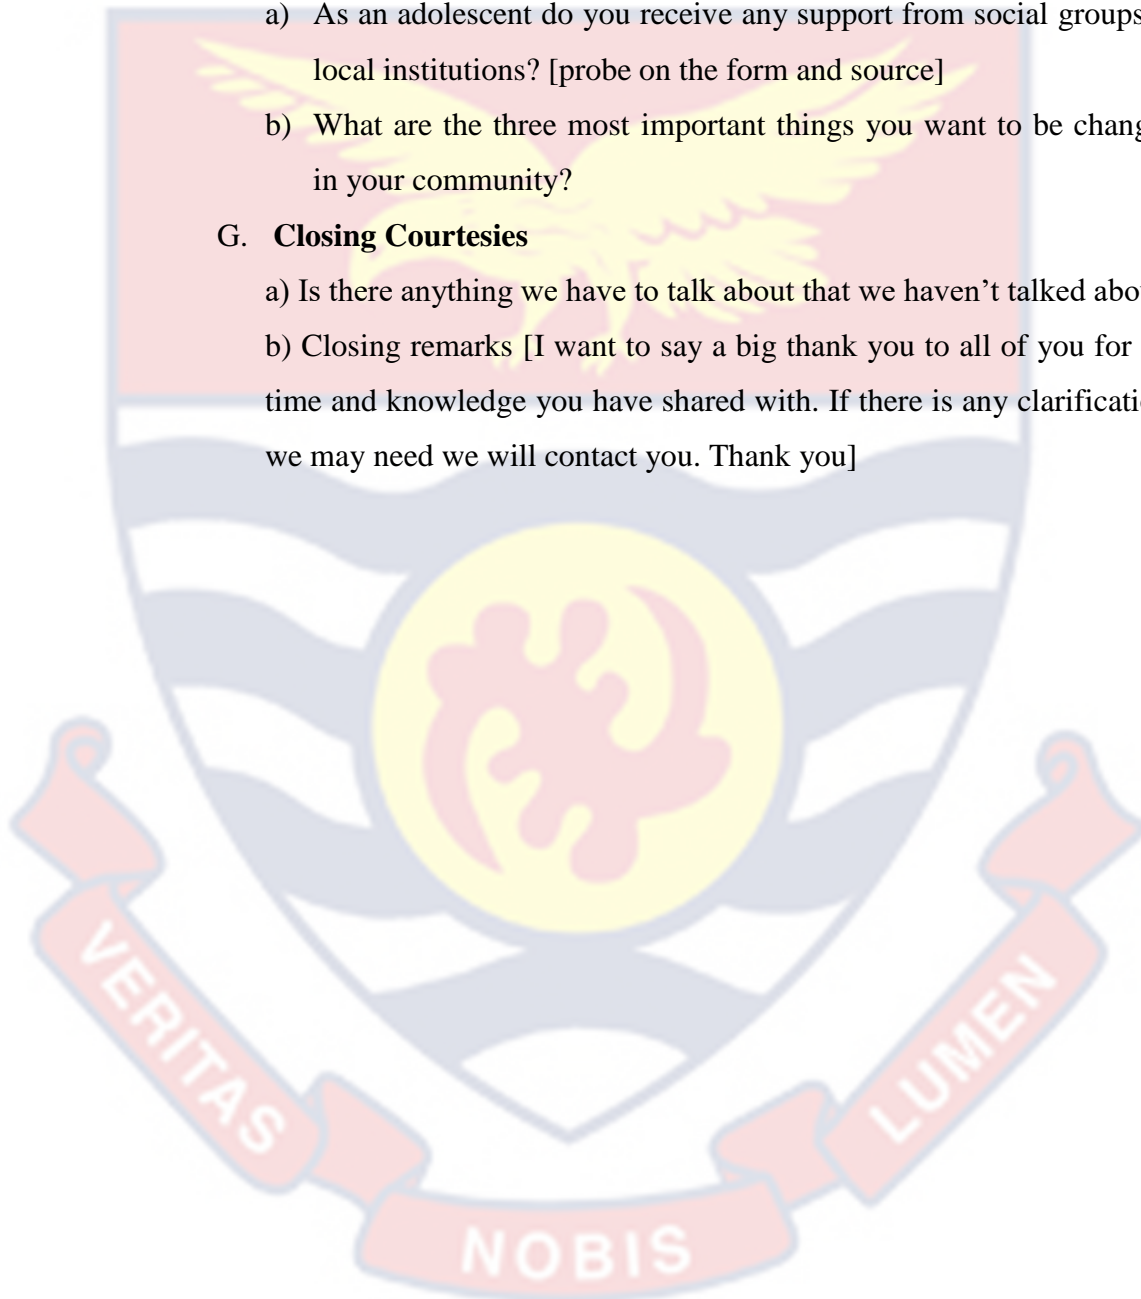 a) As an adolescent do you receive any support from social groups
local institutions? [probe on the form and source]
b) What are the three most important things you want to be chang
in your community?
G. Closing Courtesies
a) Is there anything we have to talk about that we haven’t talked abo
b) Closing remarks [I want to say a big thank you to all of you for
time and knowledge you have shared with. If there is any clarificati
we may need we will contact you. Thank you]
VERITAS
NOBIS
LUMEN